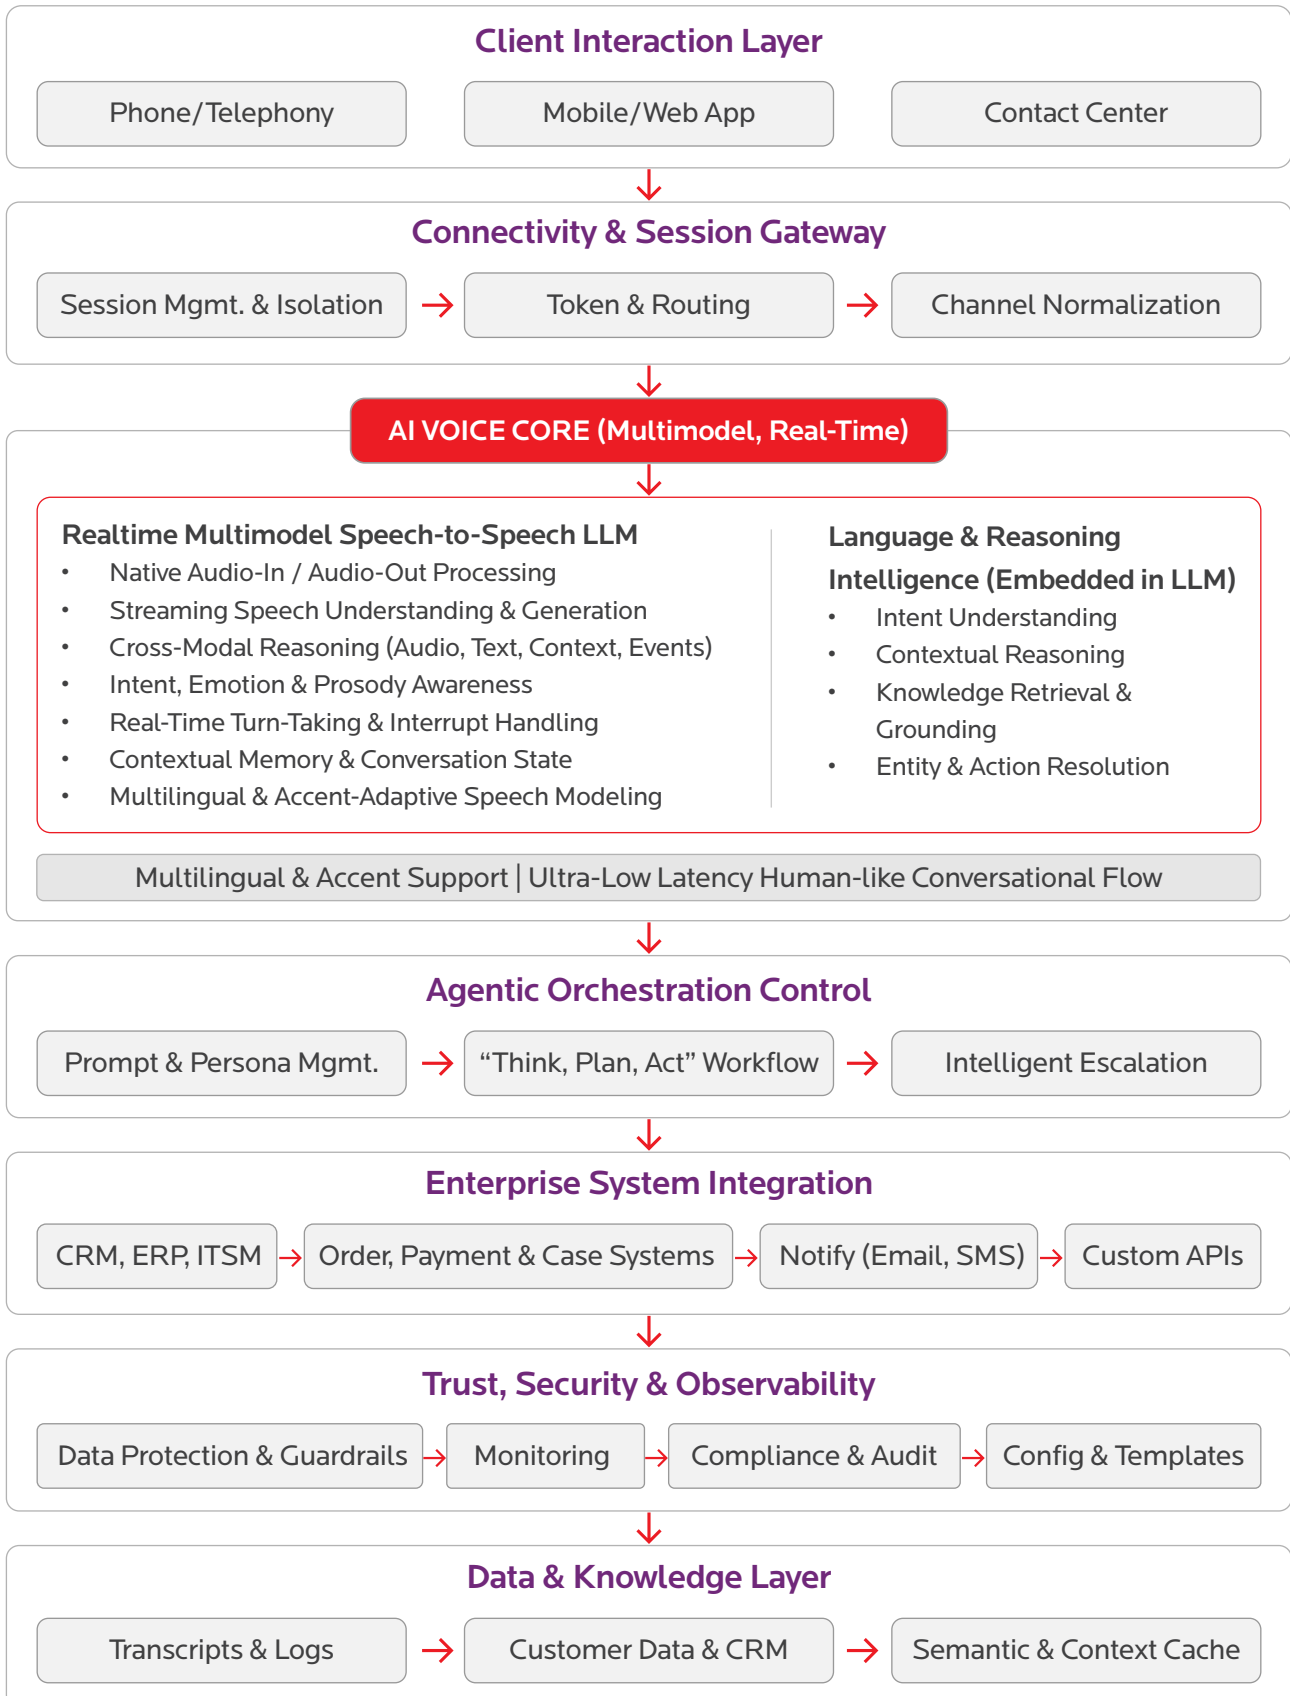 Client Interaction Layer
Phone/Telephony
Mobile/Web App
Contact Center
Connectivity & Session Gateway
Session Mgmt. & Isolation
Token & Routing
Channel Normalization
AI VOICE CORE (Multimodel, Real-Time)
Realtime Multimodel Speech-to-Speech LLM
• Native Audio-In / Audio-Out Processing
• Streaming Speech Understanding & Generation
• Cross-Modal Reasoning (Audio, Text, Context, Events)
• Intent, Emotion & Prosody Awareness
• Real-Time Turn-Taking & Interrupt Handling
• Contextual Memory & Conversation State
• Multilingual & Accent-Adaptive Speech Modeling
Language & Reasoning
Intelligence (Embedded in LLM)
• Intent Understanding
• Contextual Reasoning
• Knowledge Retrieval &
Grounding
• Entity & Action Resolution
Multilingual & Accent Support | Ultra-Low Latency Human-like Conversational Flow
Agentic Orchestration Control
Prompt & Persona Mgmt.
“Think, Plan, Act” Workflow
Intelligent Escalation
Enterprise System Integration
CRM, ERP, ITSM
Order, Payment & Case Systems
Notify (Email, SMS)
Custom APIs
Trust, Security & Observability
Data Protection & Guardrails
Monitoring
Compliance & Audit
Config & Templates
Data & Knowledge Layer
Transcripts & Logs
Customer Data & CRM
Semantic & Context Cache